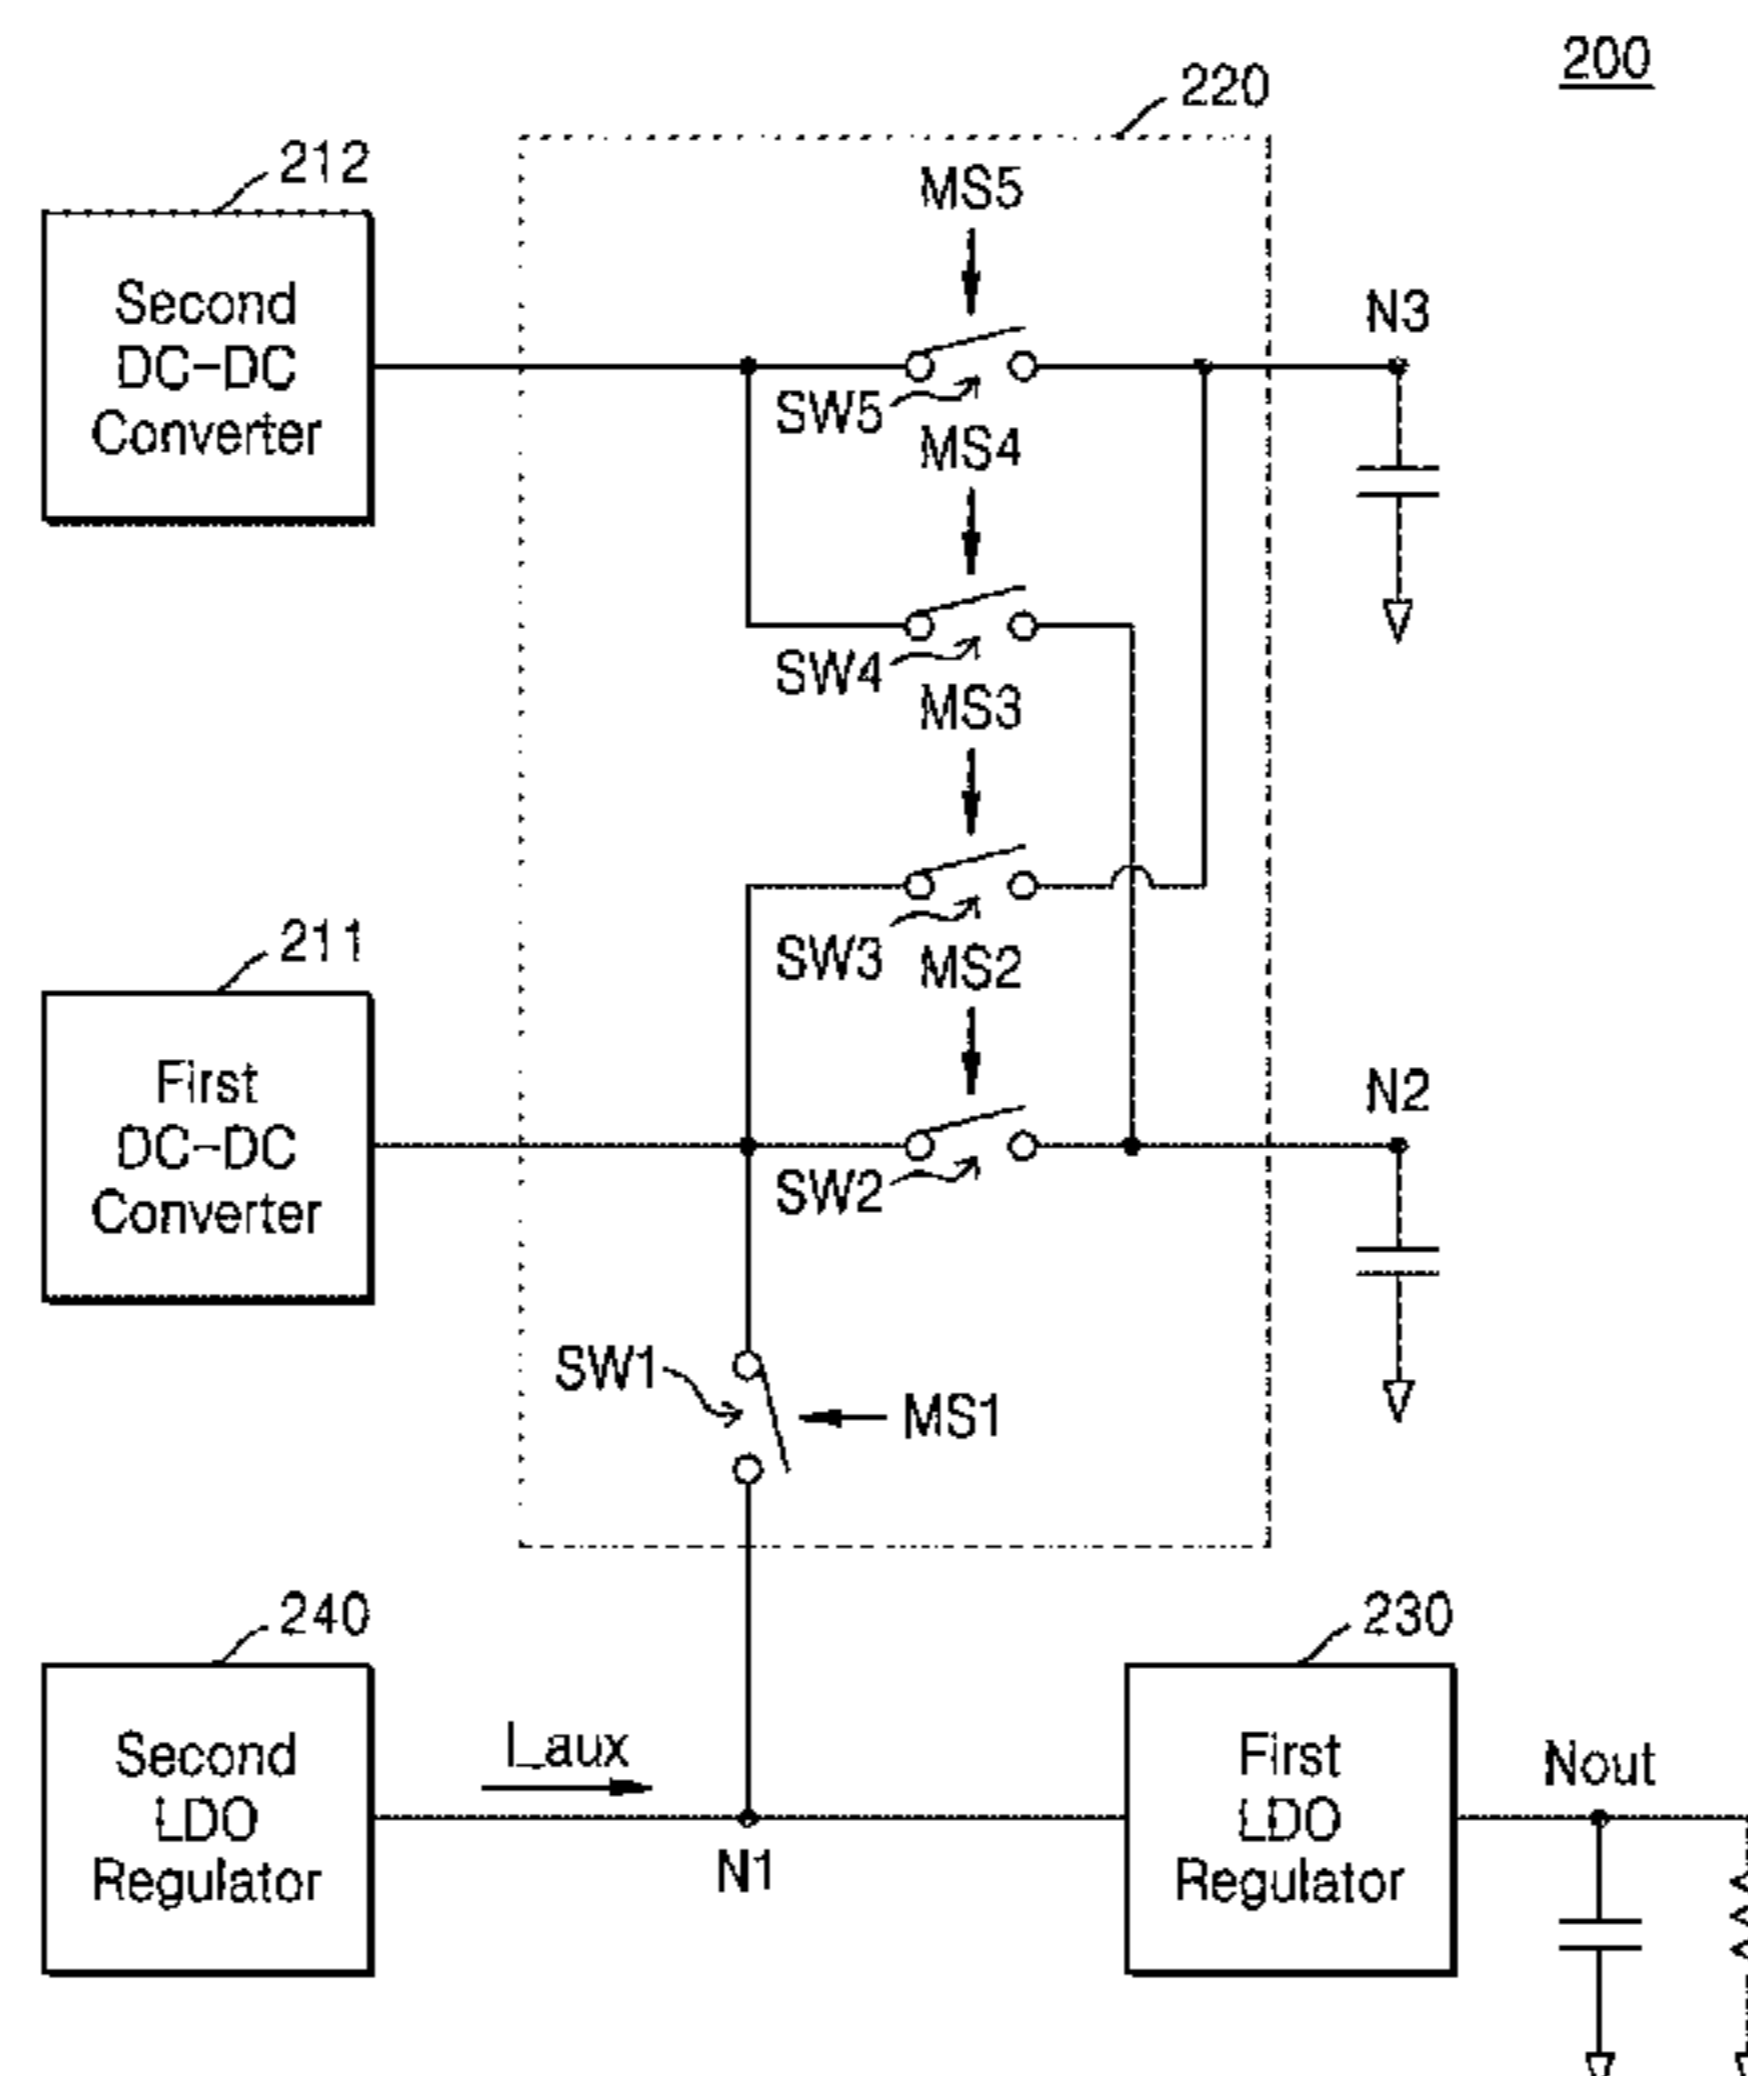 200
220
212
MS5
Second
DC-DC
Converter
N3
SW5
MS4
SW4
MS3
211
SW3
MS2
First
DC-DC
Converter
N2
SW2
SW1
MS1
240
230
Second
LDO
Regulator
I_aux
N1
First
LDO
Regulator
Nout